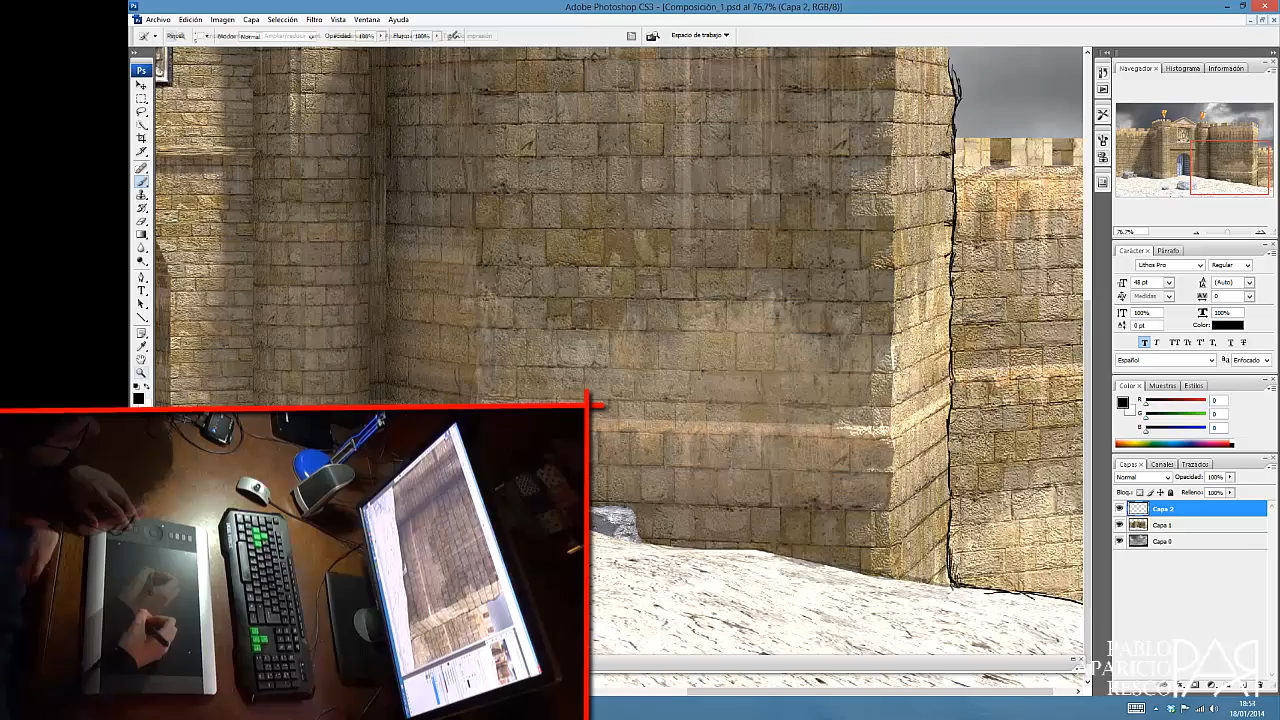 Adobe Photoshop CS3 - [Composición_1.psd al 76,7% (Capa 2, RGB/8)]
Archivo Edición Imagen Capa Selección Filtro Vista Ventana Ayuda
Pincel Modo: Normal Opacidad: 100% Flujo: 100% Espacio de trabajo
Ps
Navegador Histograma Información
76.7%
Carácter Párrafo
Lithos Pro Regular
48 pt (Auto)
Medidas 0
100% 100%
0 pt Color:
Español Enfocado
Color Muestras Estilos
R 0
G 0
B 0
Capas Canales Trazados
Normal Opacidad: 100%
Bloq.: Relleno: 100%
Capa 2
Capa 1
Capa 0
18:53
18/01/2014